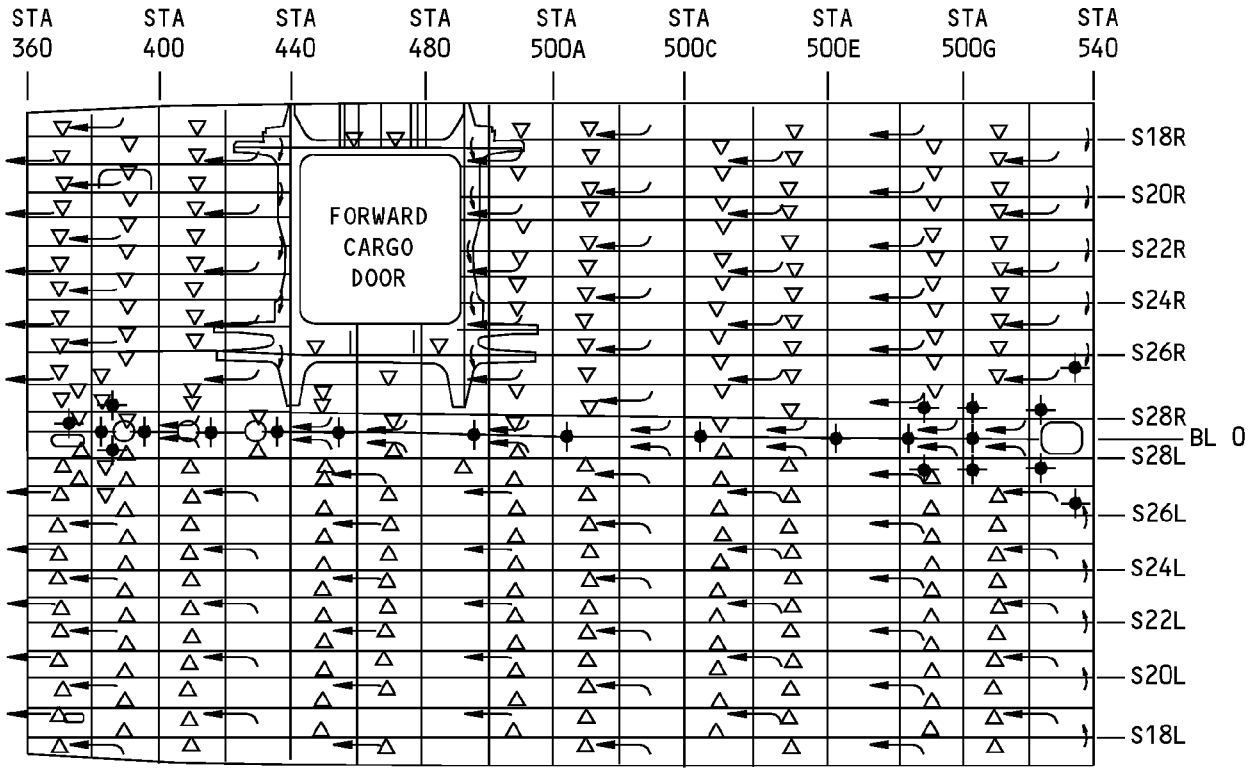 STA STA STA STA STA STA STA STA STA
360 400 440 480 500A 500C 500E 500G 540
S18R
S20R
FORWARD
CARGO
DOOR
S22R
S24R
S26R
S28R
BL 0
S28L
S26L
S24L
S22L
S20L
S18L